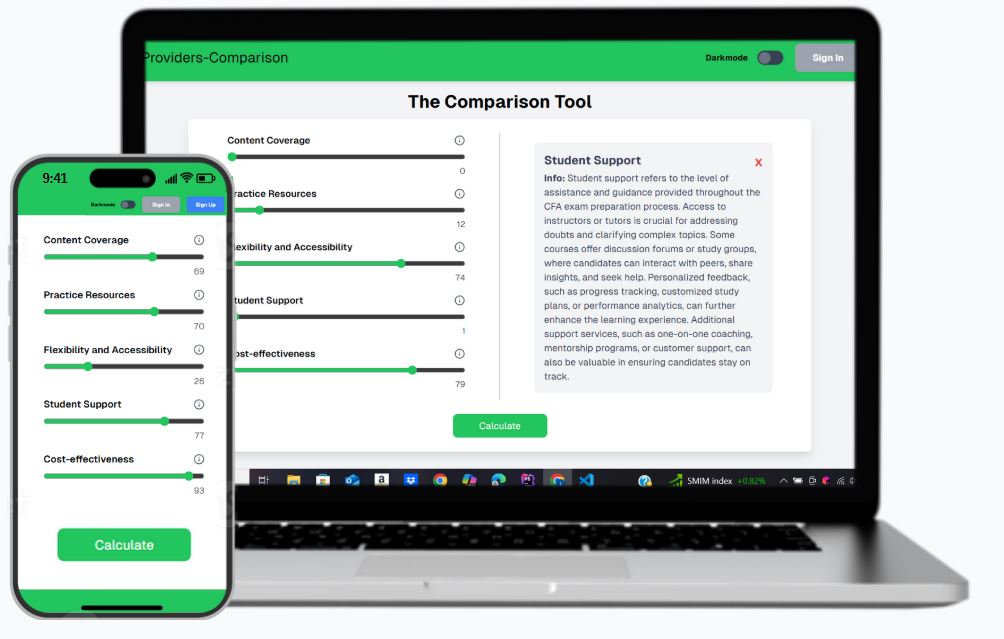 Providers-Comparison
Darkmode
Sign In
The Comparison Tool
Content Coverage
0
ractice Resources
12
lexibility and Accessibility
74
tudent Support
1
ost-effectiveness
79
Student Support
X
Info: Student support refers to the level of
assistance and guidance provided throughout the
CFA exam preparation process. Access to
instructors or tutors is crucial for addressing
doubts and clarifying complex topics. Some
courses offer discussion forums or study groups,
where candidates can interact with peers, share
insights, and seek help. Personalized feedback,
such as progress tracking, customized study
plans, or performance analytics, can further
enhance the learning experience. Additional
support services, such as one-on-one coaching,
mentorship programs, or customer support, can
also be valuable in ensuring candidates stay on
track.
Calculate
SMIM index +0.82%
9:41
Darkmode
Sign In
Sign Up
Content Coverage
69
Practice Resources
70
Flexibility and Accessibility
26
Student Support
77
Cost-effectiveness
93
Calculate